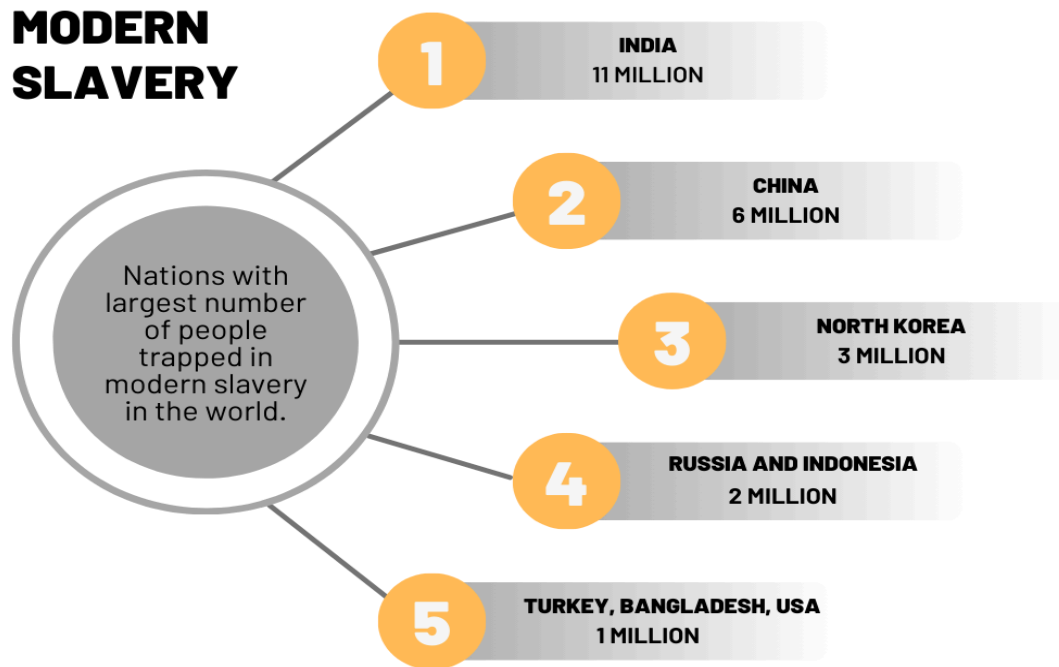 MODERN
SLAVERY
Nations with
largest number
of people
trapped in
modern slavery
in the world.
1
INDIA
11 MILLION
2
CHINA
6 MILLION
3
NORTH KOREA
3 MILLION
4
RUSSIA AND INDONESIA
2 MILLION
5
TURKEY, BANGLADESH, USA
1 MILLION